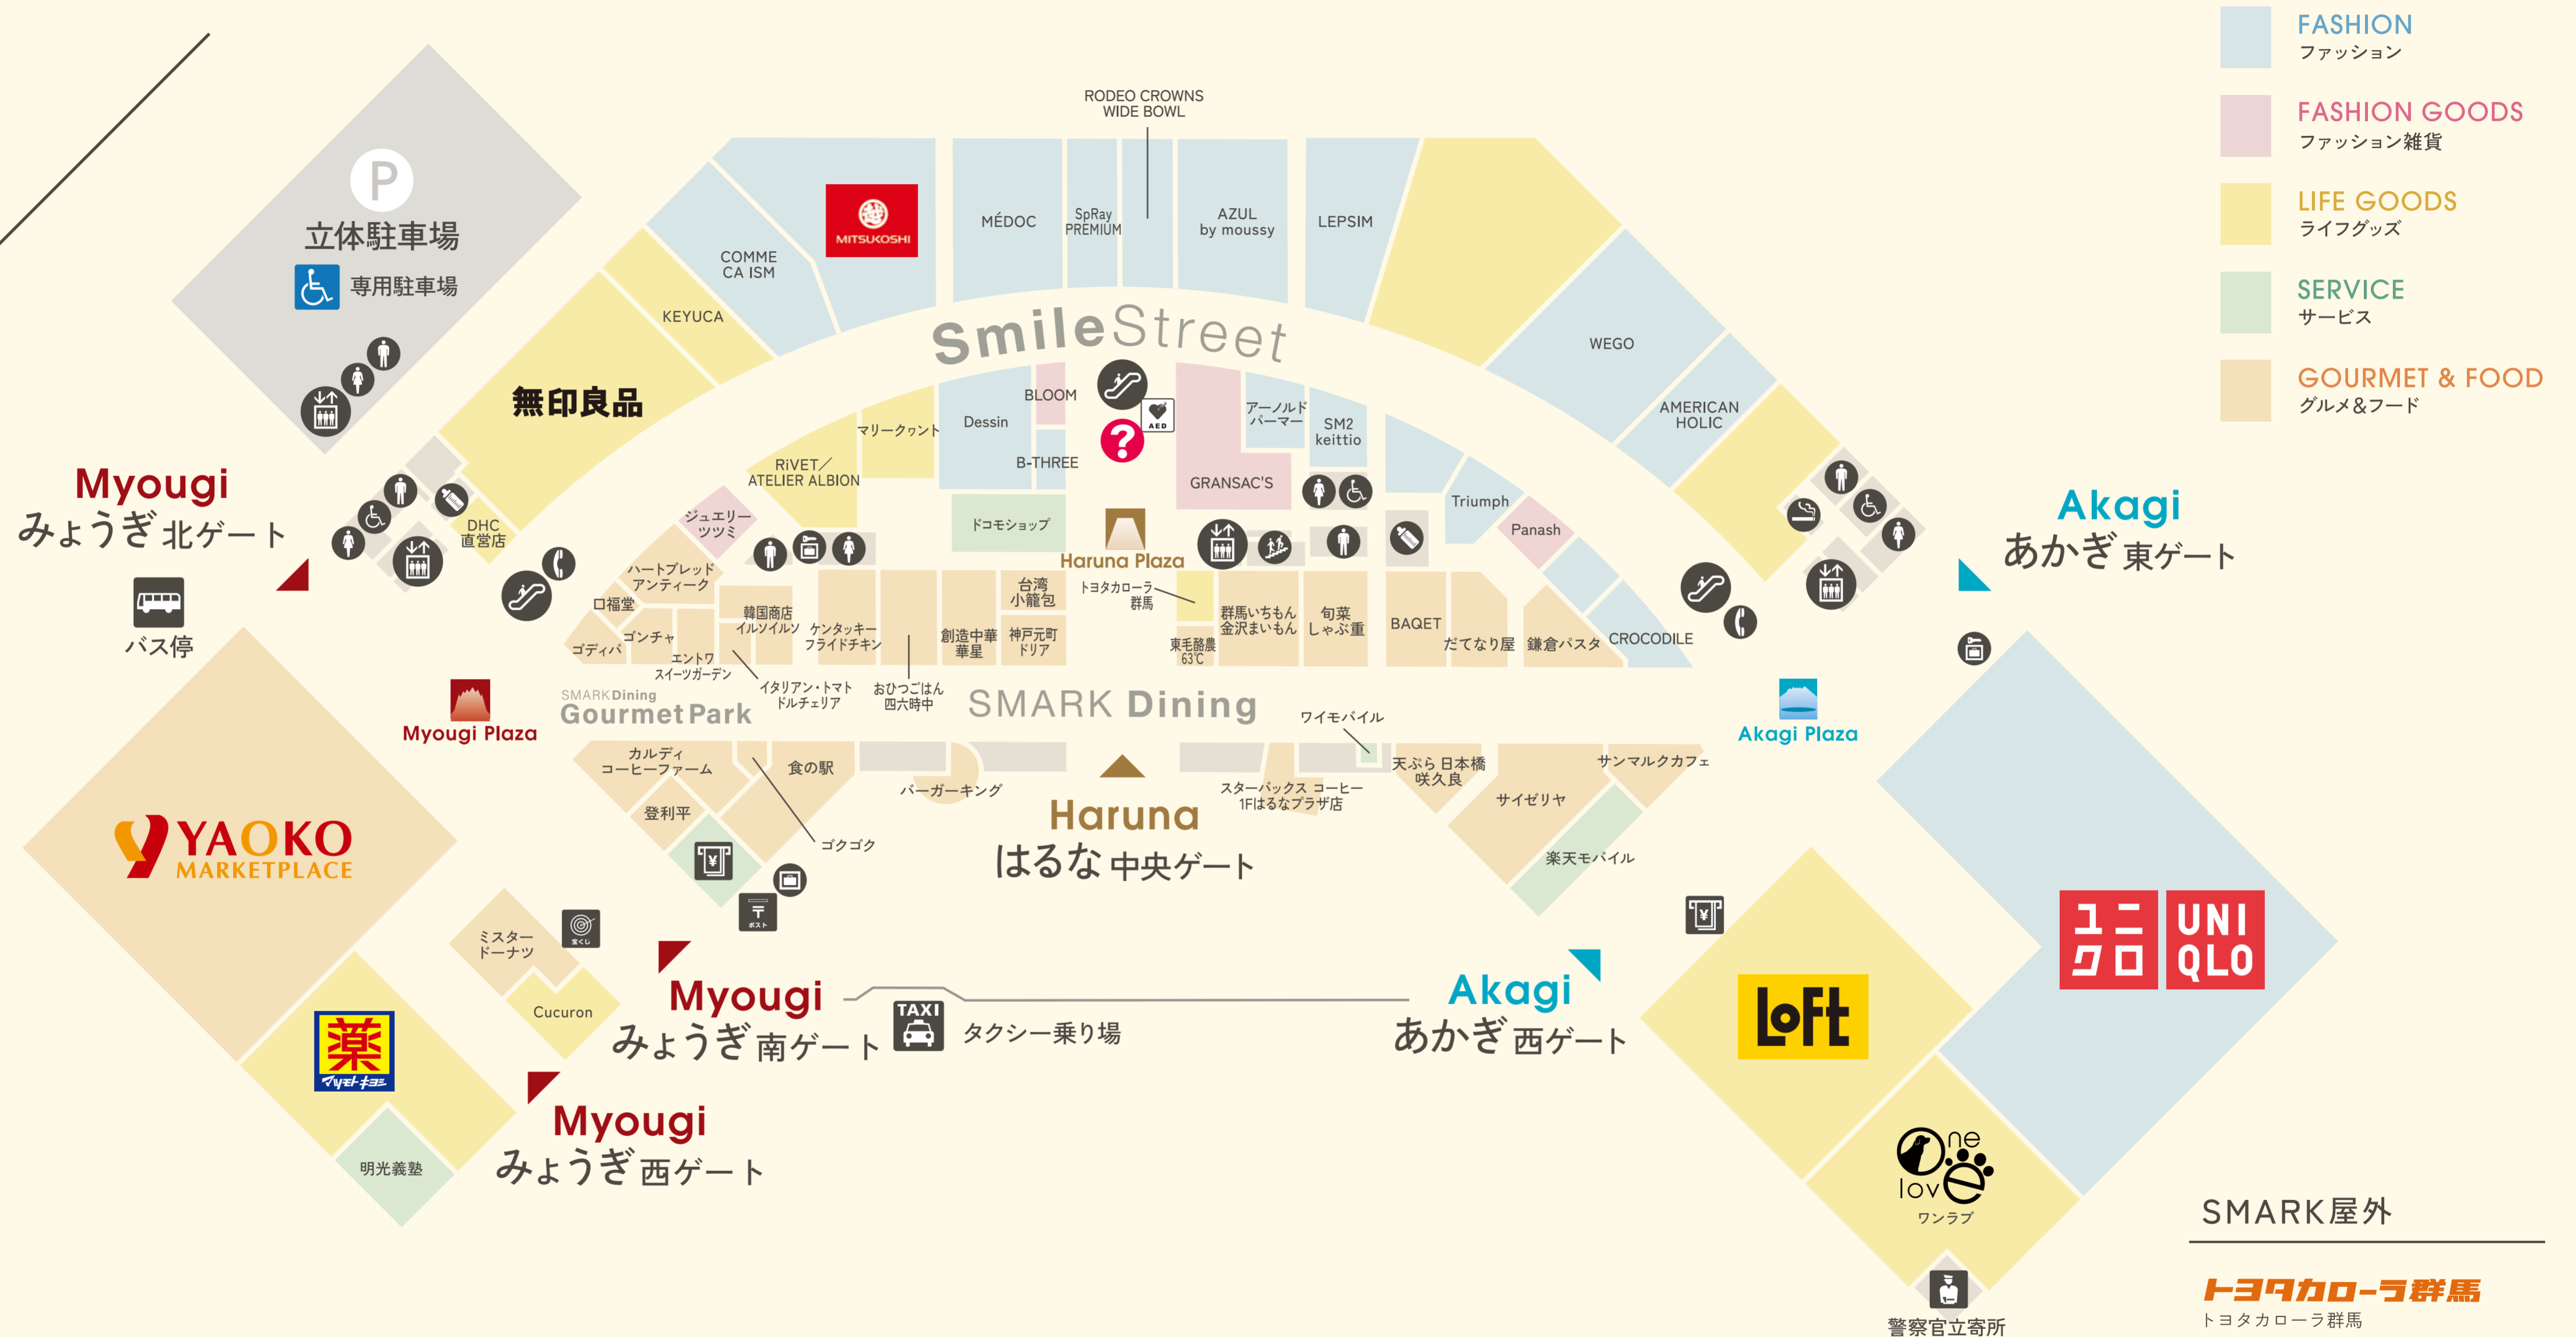 FASHION
ファッション
FASHION GOODS
ファッション雑貨
LIFE GOODS
ライフグッズ
SERVICE
サービス
GOURMET & FOOD
グルメ&フード
P
立体駐車場
専用駐車場
RODEO CROWNS
WIDE BOWL
MITSUKOSHI
MÉDOC
SpRay
PREMIUM
AZUL
by moussy
LEPSIM
COMME
CA ISM
KEYUCA
無印良品
SmileStreet
WEGO
AMERICAN
HOLIC
BLOOM
Dessin
B-THREE
マリークヮント
RiVET／
ATELIER ALBION
ジュエリー
ツツミ
ドコモショップ
AED
?
アーノルド
パーマー
SM2
keittio
GRANSAC'S
Triumph
Panash
CROCODILE
Haruna Plaza
Myougi
みょうぎ 北ゲート
バス停
DHC
直営店
Akagi
あかぎ 東ゲート
ハートブレッド
アンティーク
口福堂
ゴディバ
ゴンチャ
エントワ
スイーツガーデン
韓国商店
イルソイルソ
イタリアン・トマト
ドルチェリア
ケンタッキー
フライドチキン
おひつごはん
四六時中
創造中華
華星
台湾
小籠包
神戸元町
ドリア
トヨタカローラ
群馬
東毛酪農
63℃
群馬いちもん
金沢まいもん
旬菜
しゃぶ重
BAQET
だてなり屋
鎌倉パスタ
Myougi Plaza
SMARK Dining
Gourmet Park
SMARK Dining
Akagi Plaza
カルディ
コーヒーファーム
食の駅
登利平
ゴクゴク
バーガーキング
スターバックス コーヒー
1Fはるなプラザ店
ワイモバイル
天ぷら 日本橋
咲久良
サイゼリヤ
サンマルクカフェ
楽天モバイル
Haruna
はるな 中央ゲート
YAOKO
MARKETPLACE
ミスター
ドーナツ
宝くじ
¥
〒
ポスト
Cucuron
薬
マツモトキヨシ
明光義塾
Myougi
みょうぎ 南ゲート
TAXI
タクシー乗り場
Myougi
みょうぎ 西ゲート
Akagi
あかぎ 西ゲート
¥
LoFt
ユニクロ
UNIQLO
One love
ワンラブ
警察官立寄所
SMARK屋外
トヨタカローラ群馬
トヨタカローラ群馬